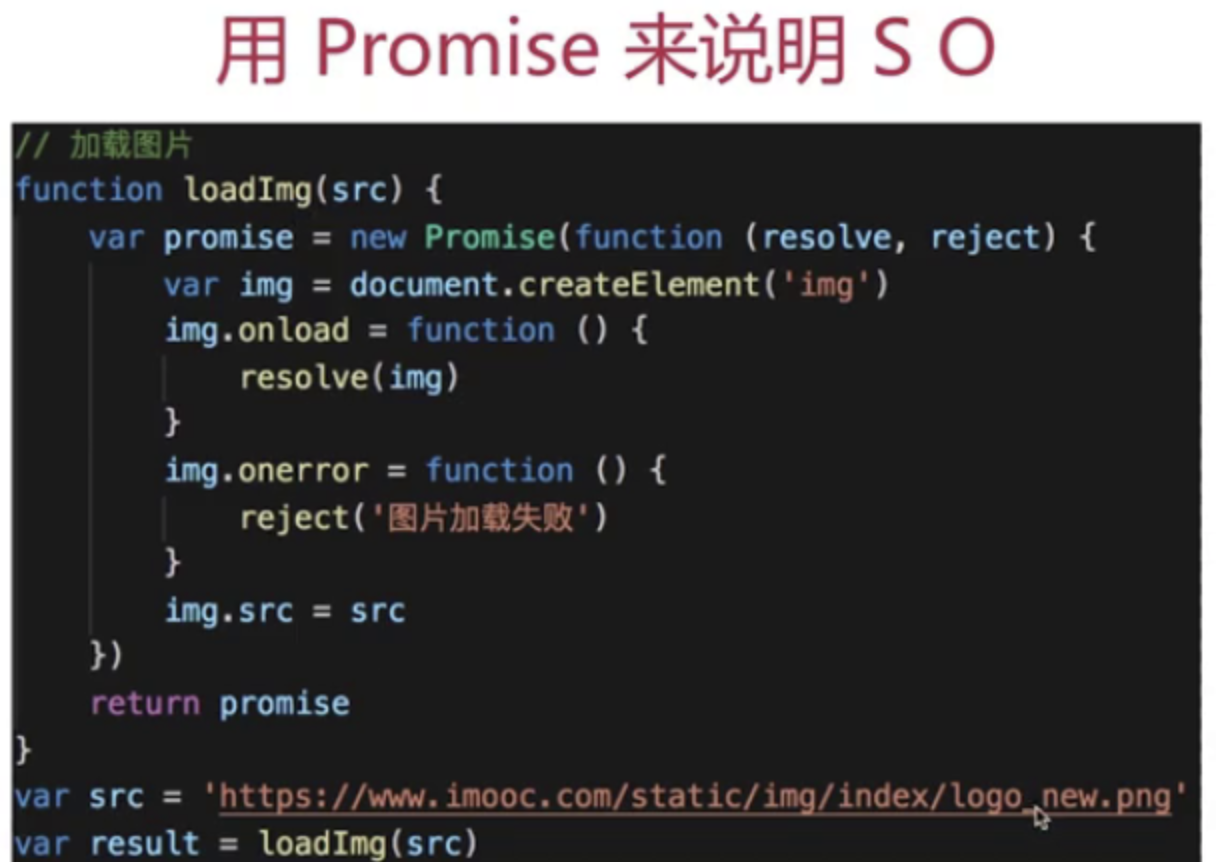 用 Promise 来说明 S O
// 加载图片
function loadImg(src) {
    var promise = new Promise(function (resolve, reject) {
        var img = document.createElement('img')
        img.onload = function () {
            resolve(img)
        }
        img.onerror = function () {
            reject('图片加载失败')
        }
        img.src = src
    })
    return promise
}
var src = 'https://www.imooc.com/static/img/index/logo_new.png'
var result = loadImg(src)